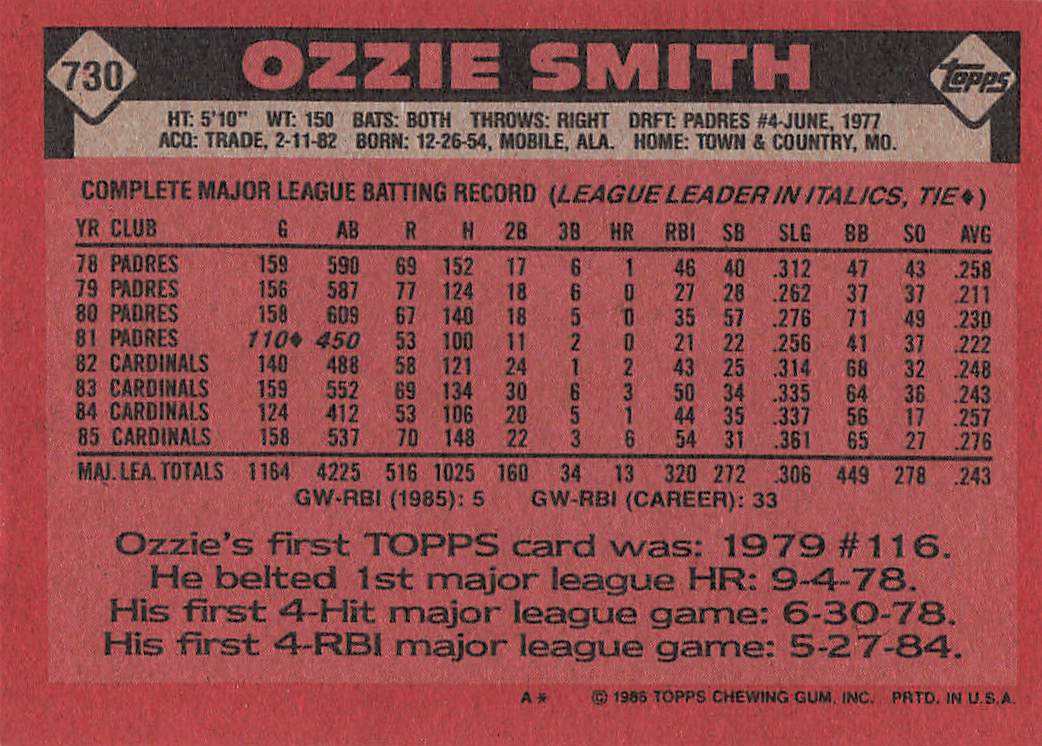 730 OZZIE SMITH topps
HT: 5'10" WT: 150 BATS: BOTH THROWS: RIGHT DRFT: PADRES #4-JUNE, 1977
ACQ: TRADE, 2-11-82 BORN: 12-26-54, MOBILE, ALA. HOME: TOWN & COUNTRY, MO.
COMPLETE MAJOR LEAGUE BATTING RECORD (LEAGUE LEADER IN ITALICS, TIE♦)
YR CLUB G AB R H 2B 3B HR RBI SB SLG BB SO AVG
78 PADRES 159 590 69 152 17 6 1 46 40 .312 47 43 .258
79 PADRES 156 587 77 124 18 6 0 27 28 .262 37 37 .211
80 PADRES 158 609 67 140 18 5 0 35 57 .276 71 49 .230
81 PADRES 110♦ 450 53 100 11 2 0 21 22 .256 41 37 .222
82 CARDINALS 140 488 58 121 24 1 2 43 25 .314 68 32 .248
83 CARDINALS 159 552 69 134 30 6 3 50 34 .335 64 36 .243
84 CARDINALS 124 412 53 106 20 5 1 44 35 .337 56 17 .257
85 CARDINALS 158 537 70 148 22 3 6 54 31 .361 65 27 .276
MAJ. LEA. TOTALS 1164 4225 516 1025 160 34 13 320 272 .306 449 278 .243
GW-RBI (1985): 5 GW-RBI (CAREER): 33
Ozzie's first TOPPS card was: 1979 #116.
He belted 1st major league HR: 9-4-78.
His first 4-Hit major league game: 6-30-78.
His first 4-RBI major league game: 5-27-84.
A* © 1986 TOPPS CHEWING GUM, INC. PRTD. IN U.S.A.